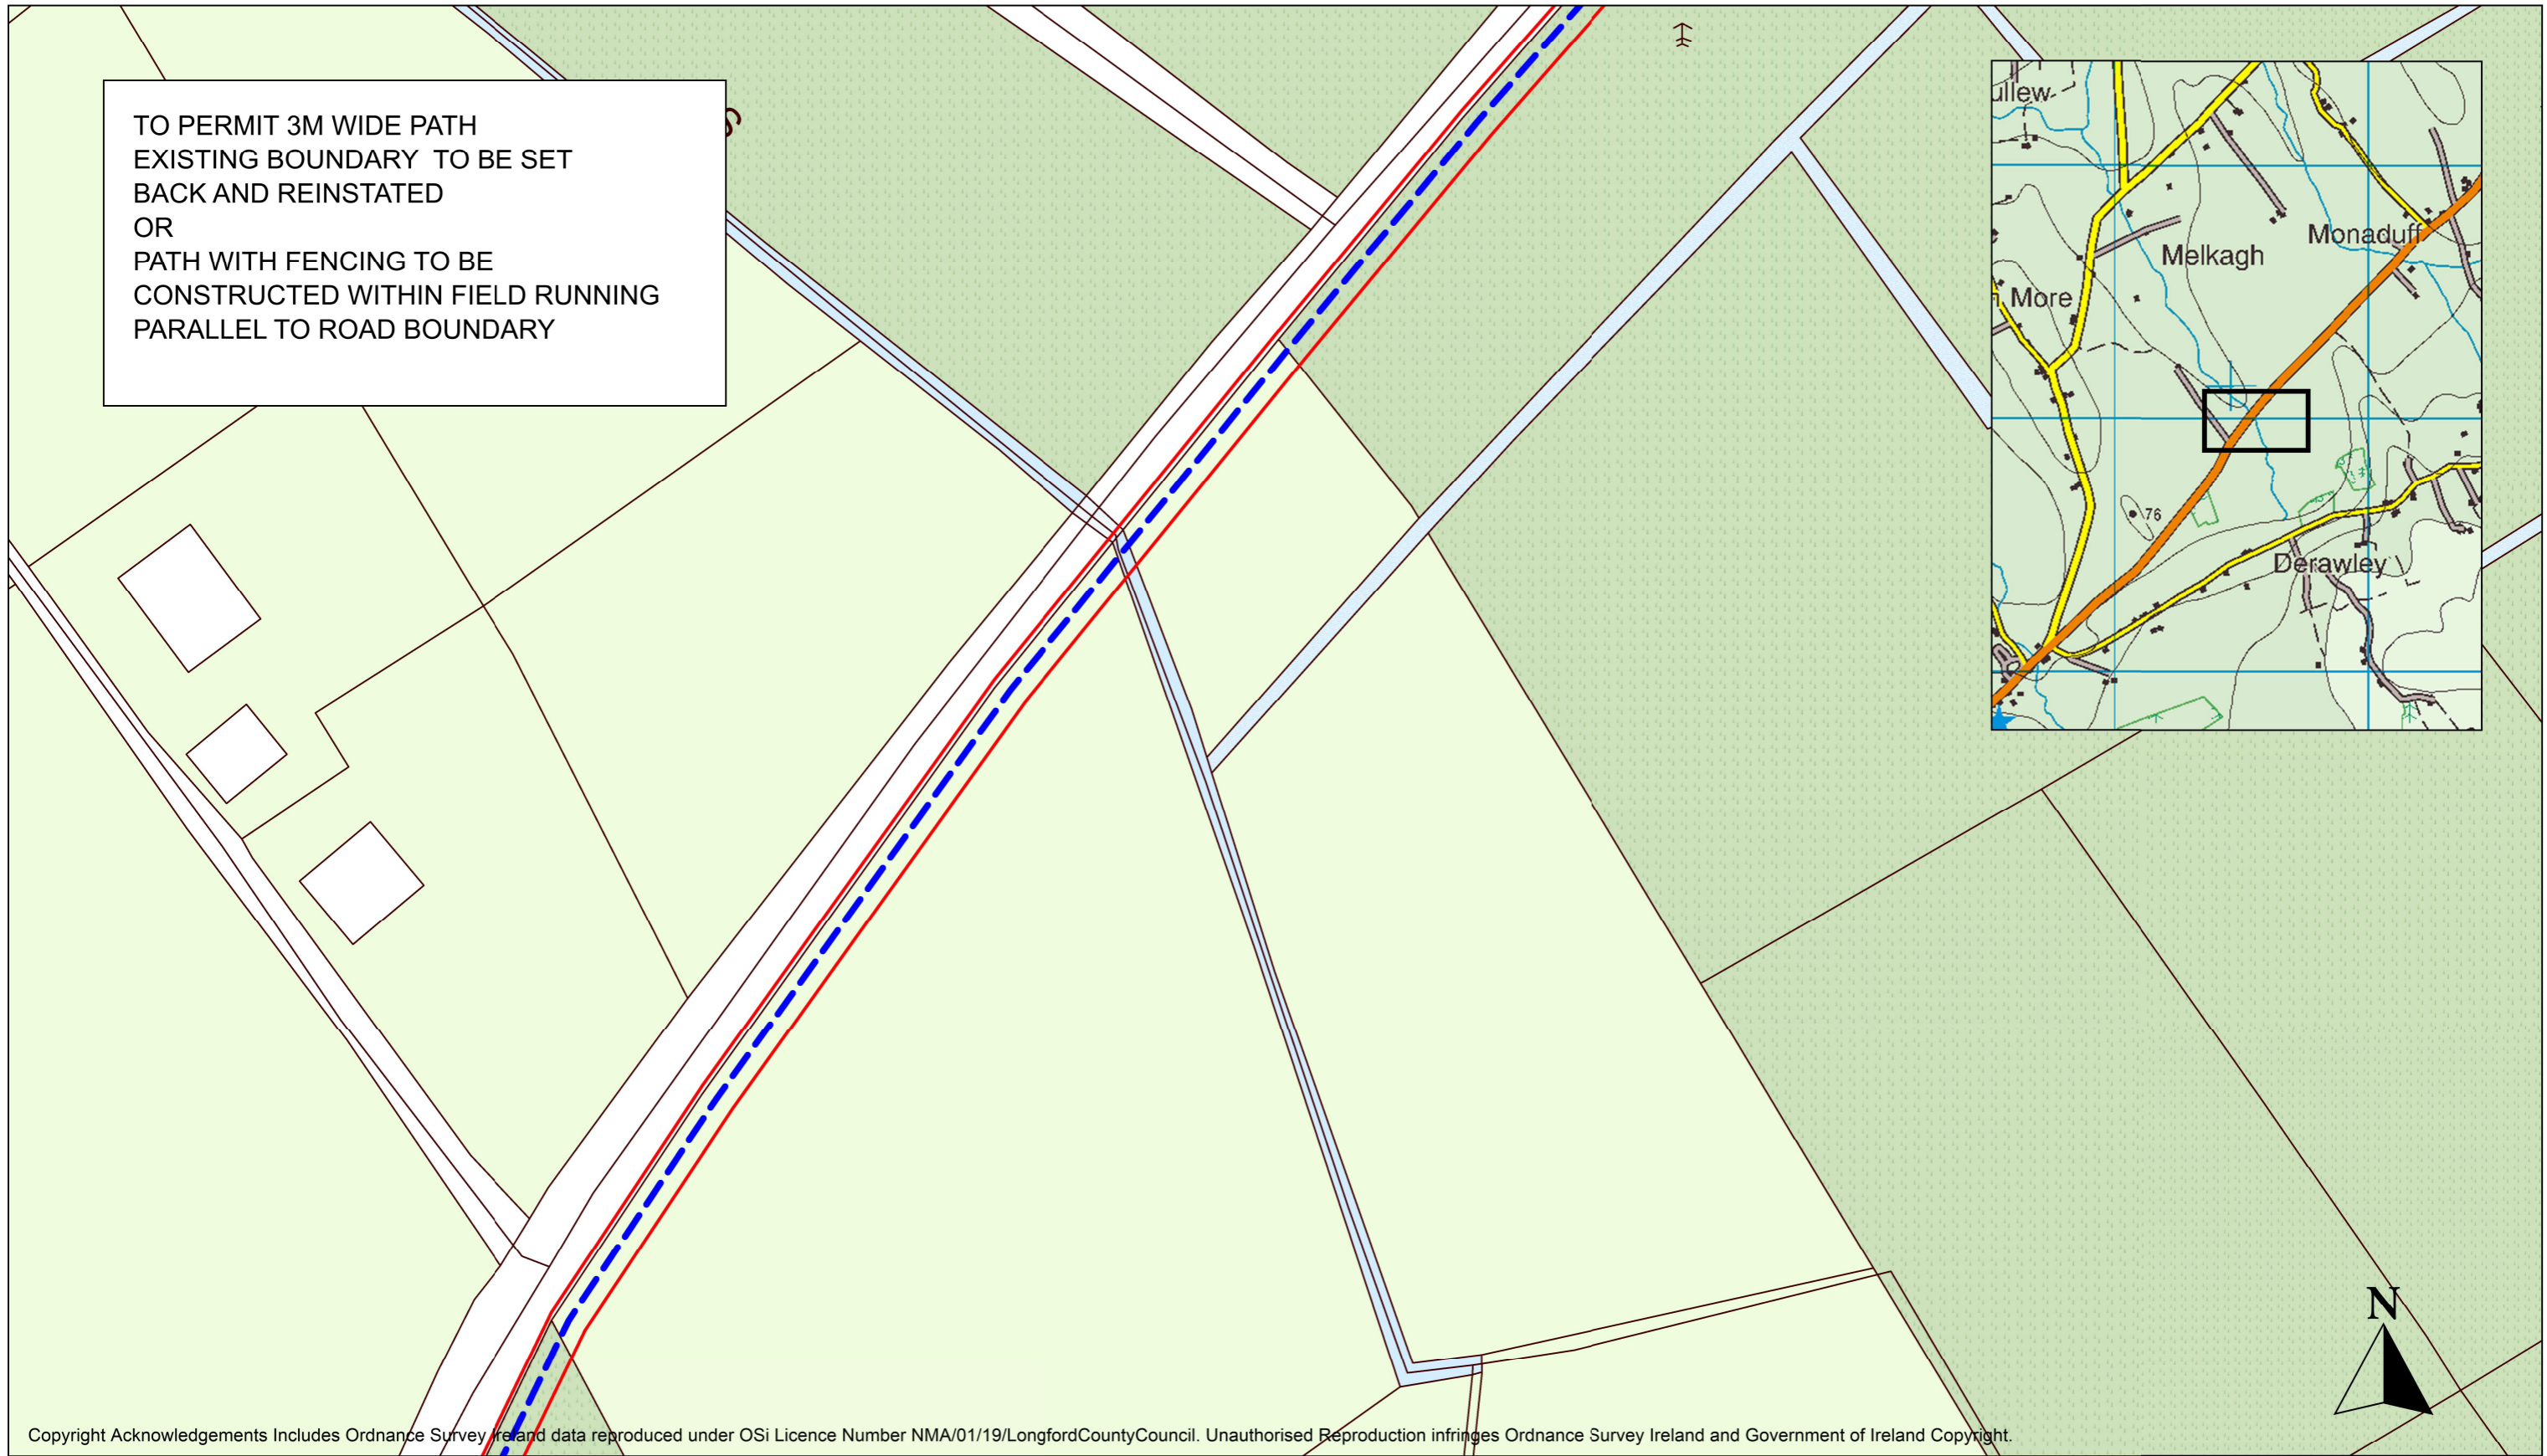 TO PERMIT 3M WIDE PATH
EXISTING BOUNDARY TO BE SET
BACK AND REINSTATED
OR
PATH WITH FENCING TO BE
CONSTRUCTED WITHIN FIELD RUNNING
PARALLEL TO ROAD BOUNDARY
S
ullew
Monaduff
Melkagh
More
76
Derawley
N
Copyright Acknowledgements Includes Ordnance Survey Ireland data reproduced under OSi Licence Number NMA/01/19/LongfordCountyCouncil. Unauthorised Reproduction infringes Ordnance Survey Ireland and Government of Ireland Copyright.